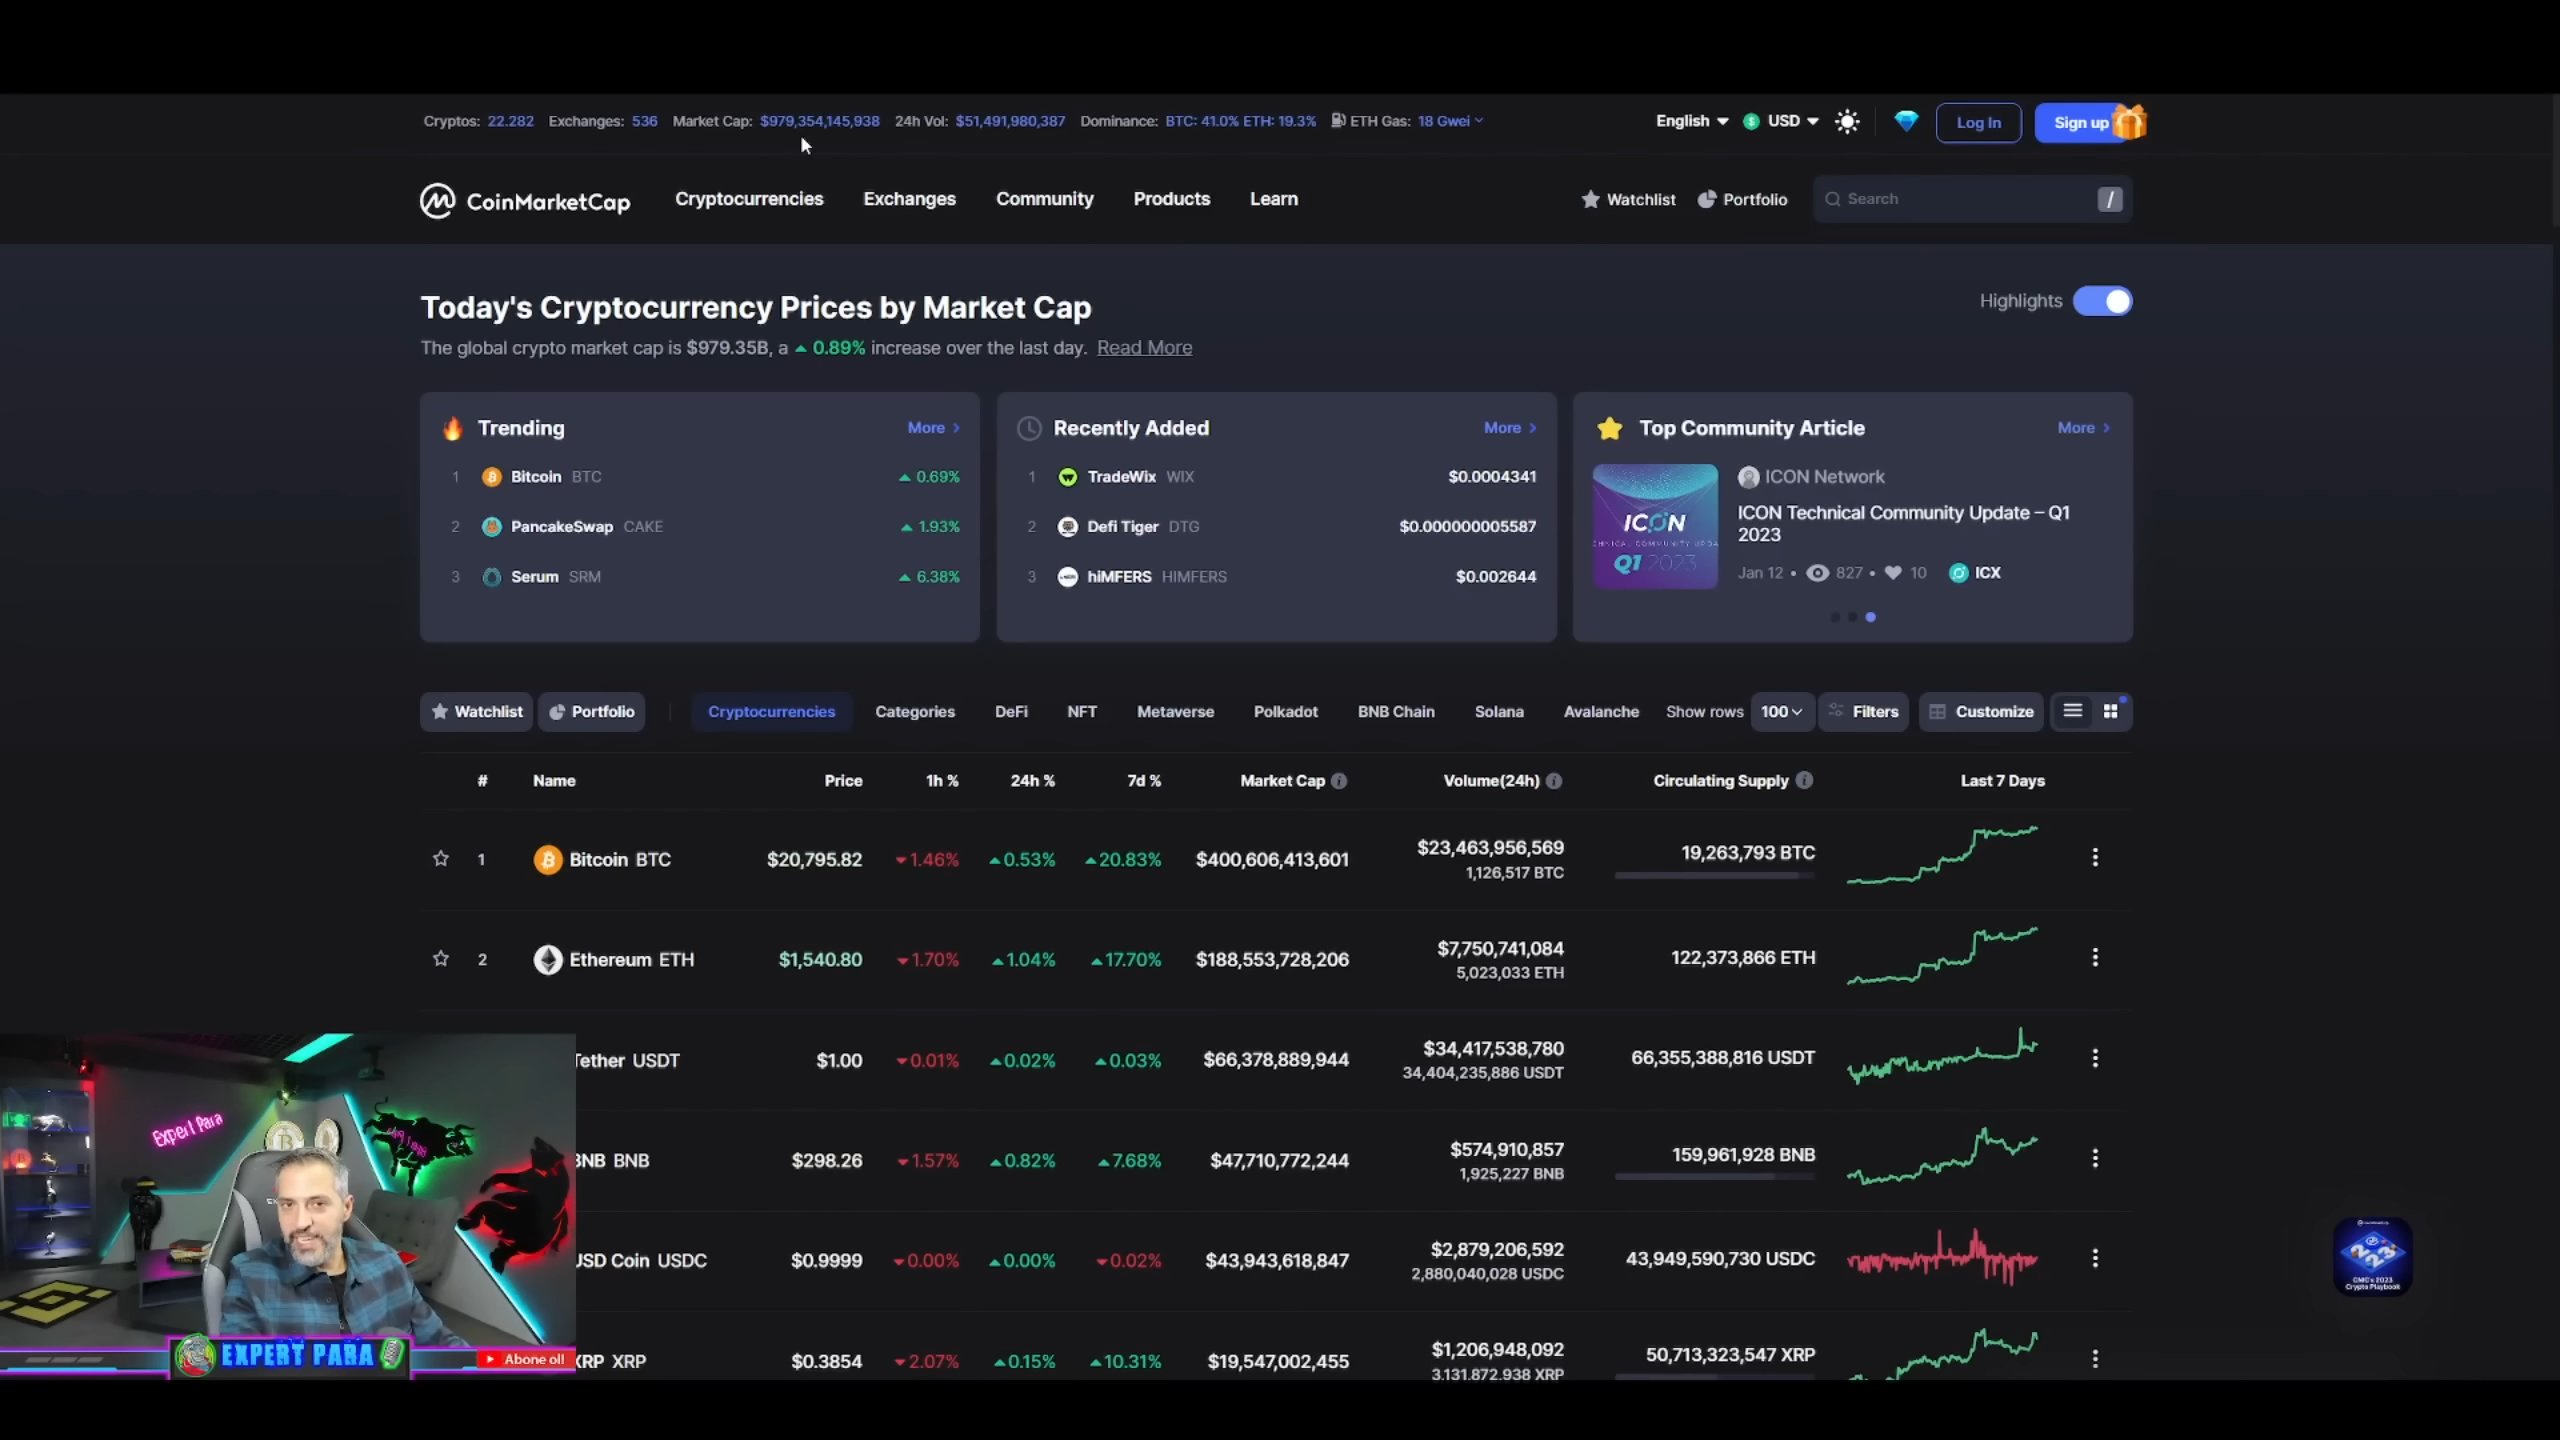 Cryptos: 22.282 Exchanges: 536 Market Cap: $979,354,145,938 24h Vol: $51,491,980,387 Dominance: BTC: 41.0% ETH: 19.3% ETH Gas: 18 Gwei English USD Log In Sign up
CoinMarketCap Cryptocurrencies Exchanges Community Products Learn Watchlist Portfolio Search /
Today's Cryptocurrency Prices by Market Cap Highlights
The global crypto market cap is $979.35B, a 0.89% increase over the last day. Read More
Trending More
1 Bitcoin BTC 0.69%
2 PancakeSwap CAKE 1.93%
3 Serum SRM 6.38%
Recently Added More
1 TradeWix WIX $0.0004341
2 Defi Tiger DTG $0.000000005587
3 hiMFERS HIMFERS $0.002644
Top Community Article More
ICON
Q1 2023
ICON Network
ICON Technical Community Update – Q1
2023
Jan 12 • 827 • 10 ICX
Watchlist Portfolio Cryptocurrencies Categories DeFi NFT Metaverse Polkadot BNB Chain Solana Avalanche Show rows 100 Filters Customize
# Name Price 1h % 24h % 7d % Market Cap Volume(24h) Circulating Supply Last 7 Days
1 Bitcoin BTC $20,795.82 1.46% 0.53% 20.83% $400,606,413,601 $23,463,956,569 19,263,793 BTC
1,126,517 BTC
2 Ethereum ETH $1,540.80 1.70% 1.04% 17.70% $188,553,728,206 $7,750,741,084 122,373,866 ETH
5,023,033 ETH
Tether USDT $1.00 0.01% 0.02% 0.03% $66,378,889,944 $34,417,538,780 66,355,388,816 USDT
34,404,235,886 USDT
BNB BNB $298.26 1.57% 0.82% 7.68% $47,710,772,244 $574,910,857 159,961,928 BNB
1,925,227 BNB
USD Coin USDC $0.9999 0.00% 0.00% 0.02% $43,943,618,847 $2,879,206,592 43,949,590,730 USDC
2,880,040,028 USDC
XRP XRP $0.3854 2.07% 0.15% 10.31% $19,547,002,455 $1,206,948,092 50,713,323,547 XRP
3,131,872,938 XRP
Expert Para
EXPERT PARA
Abone oll
CMC's 2023
Crypto Playbook